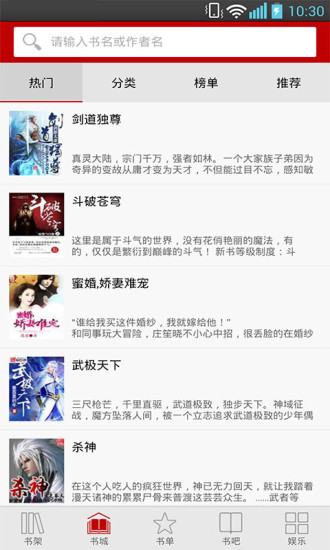 10:30
请输入书名或作者名
热门 分类 榜单 推荐
剑道独尊
真灵大陆，宗门千万，强者如林。一个大家族子弟因为
奇异的变故从庸才变为天才，不但能过目不忘，感知敏
斗破苍穹
这里是属于斗气的世界，没有花俏艳丽的魔法，有
的，仅仅是繁衍到巅峰的斗气！ 新书等级制度：斗
蜜婚,娇妻难宠
“谁给我买这件婚纱，我就嫁给他！”
和同事玩大冒险，庄笙晓不小心中招，很丢脸的在婚纱
武极天下
三尺枪芒，千里直驱，武道极致，独步天下。神域征
战，魔方坠落人间，被一个立志追求武道极致的少年偶
杀神
在这个人吃人的疯狂世界，神已无力回天，就让我踏着
漫天诸神的累累尸骨来普渡这芸芸众生。 ......武者等
书架 书城 书单 书吧 娱乐